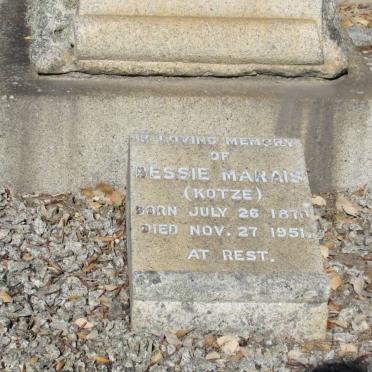 IN LOVING MEMORY
OF
BESSIE MARAIS
(KOTZE)
BORN JULY 26
DIED NOV. 27 1951.
AT REST.